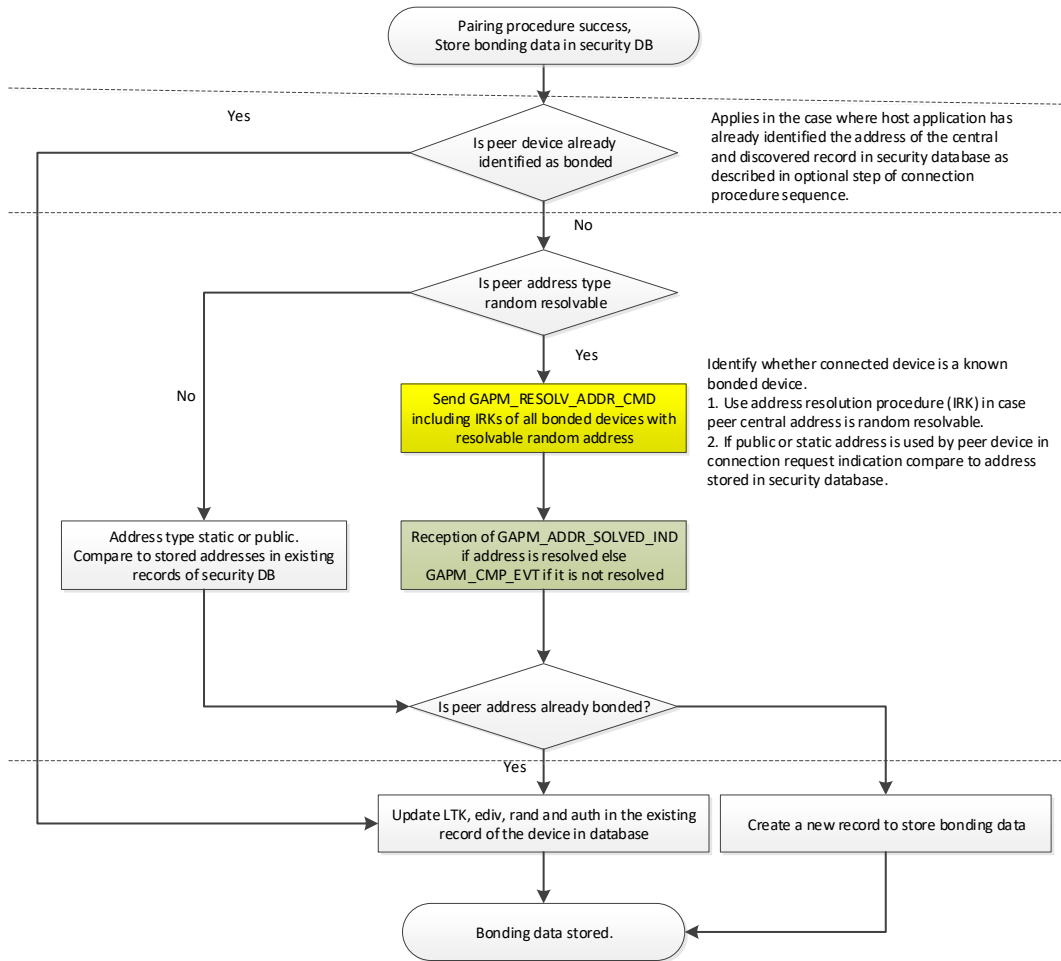 Pairing procedure success,
Store bonding data in security DB
Yes
Is peer device already
identified as bonded
Applies in the case where host application has
already identified the address of the central
and discovered record in security database as
described in optional step of connection
procedure sequence.
No
Is peer address type
random resolvable
Yes
No
Send GAPM_RESOLV_ADDR_CMD
including IRKs of all bonded devices with
resolvable random address
Identify whether connected device is a known
bonded device.
1. Use address resolution procedure (IRK) in case
peer central address is random resolvable.
2. If public or static address is used by peer device in
connection request indication compare to address
stored in security database.
Address type static or public.
Compare to stored addresses in existing
records of security DB
Reception of GAPM_ADDR_SOLVED_IND
if address is resolved else
GAPM_CMP_EVT if it is not resolved
Is peer address already bonded?
Yes
Update LTK, ediv, rand and auth in the existing
record of the device in database
Create a new record to store bonding data
Bonding data stored.